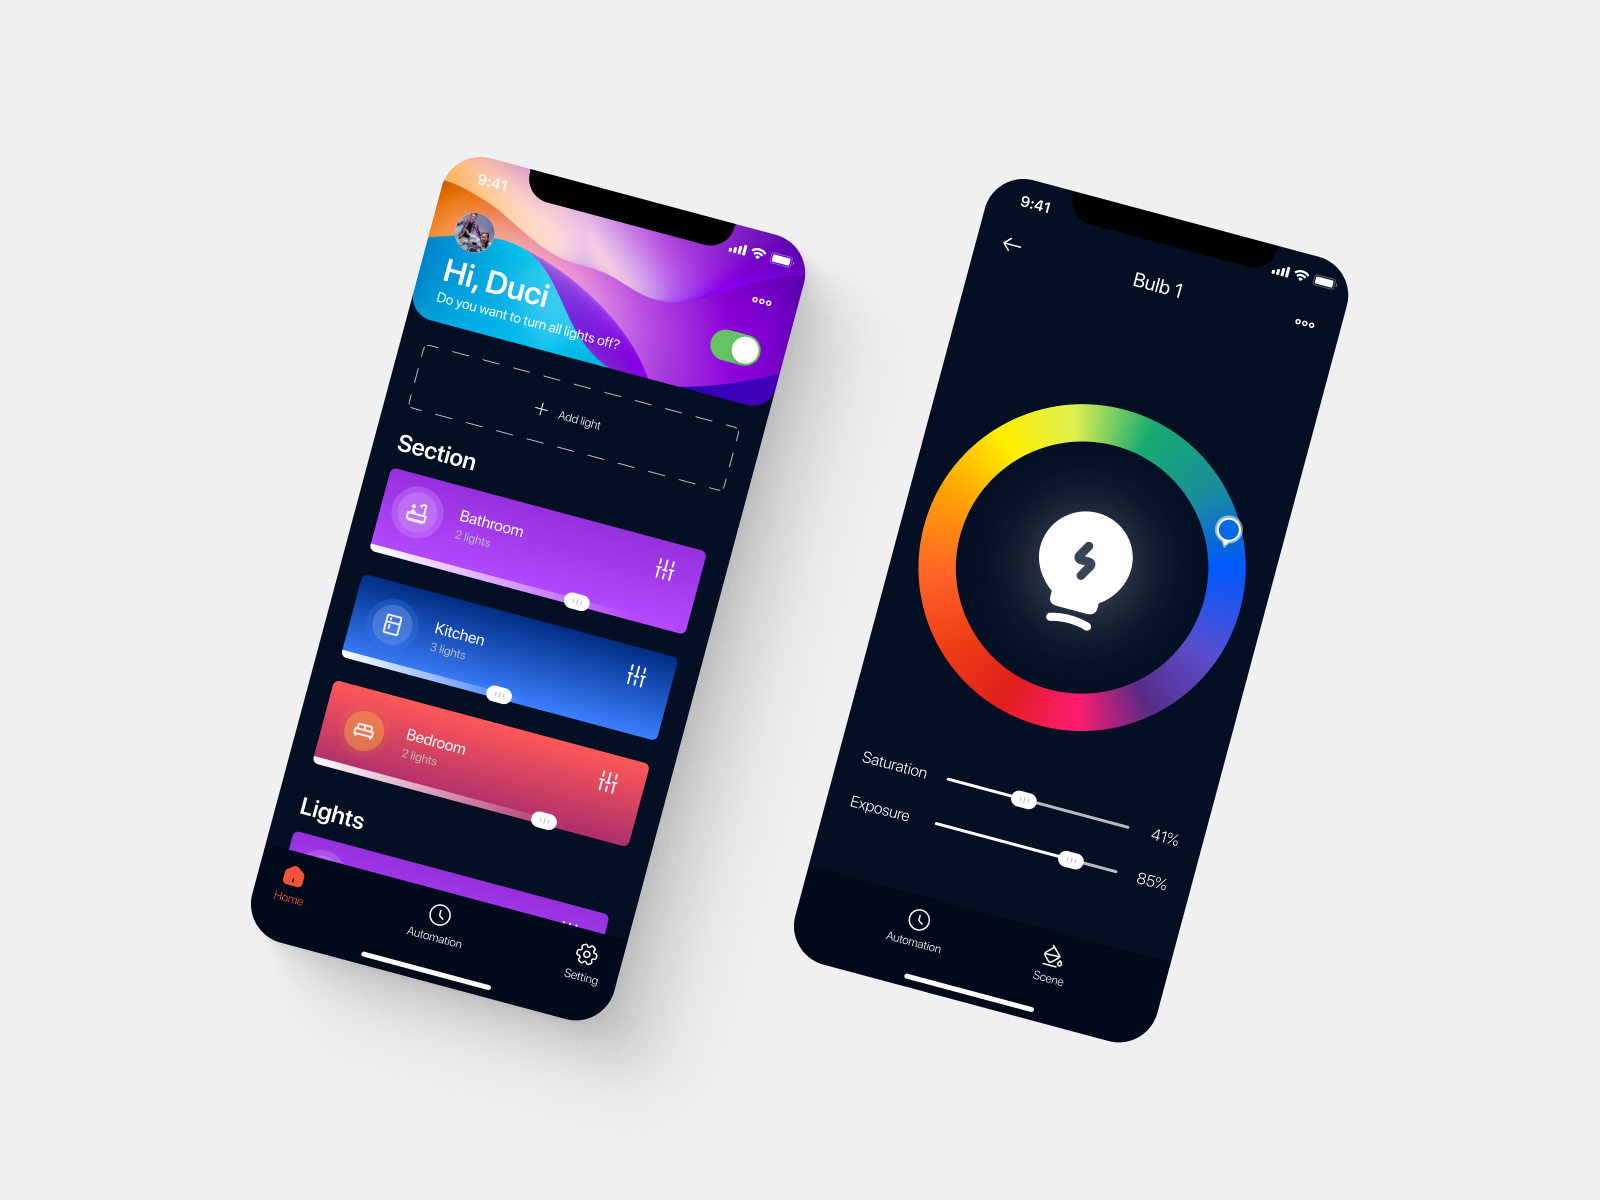 9:41
Hi, Duci
Do you want to turn all lights off?
Add light
Section
Bathroom
2 lights
Kitchen
3 lights
Bedroom
2 lights
Lights
Home
Automation
Setting
9:41
Bulb 1
Saturation
41%
Exposure
85%
Automation
Scene